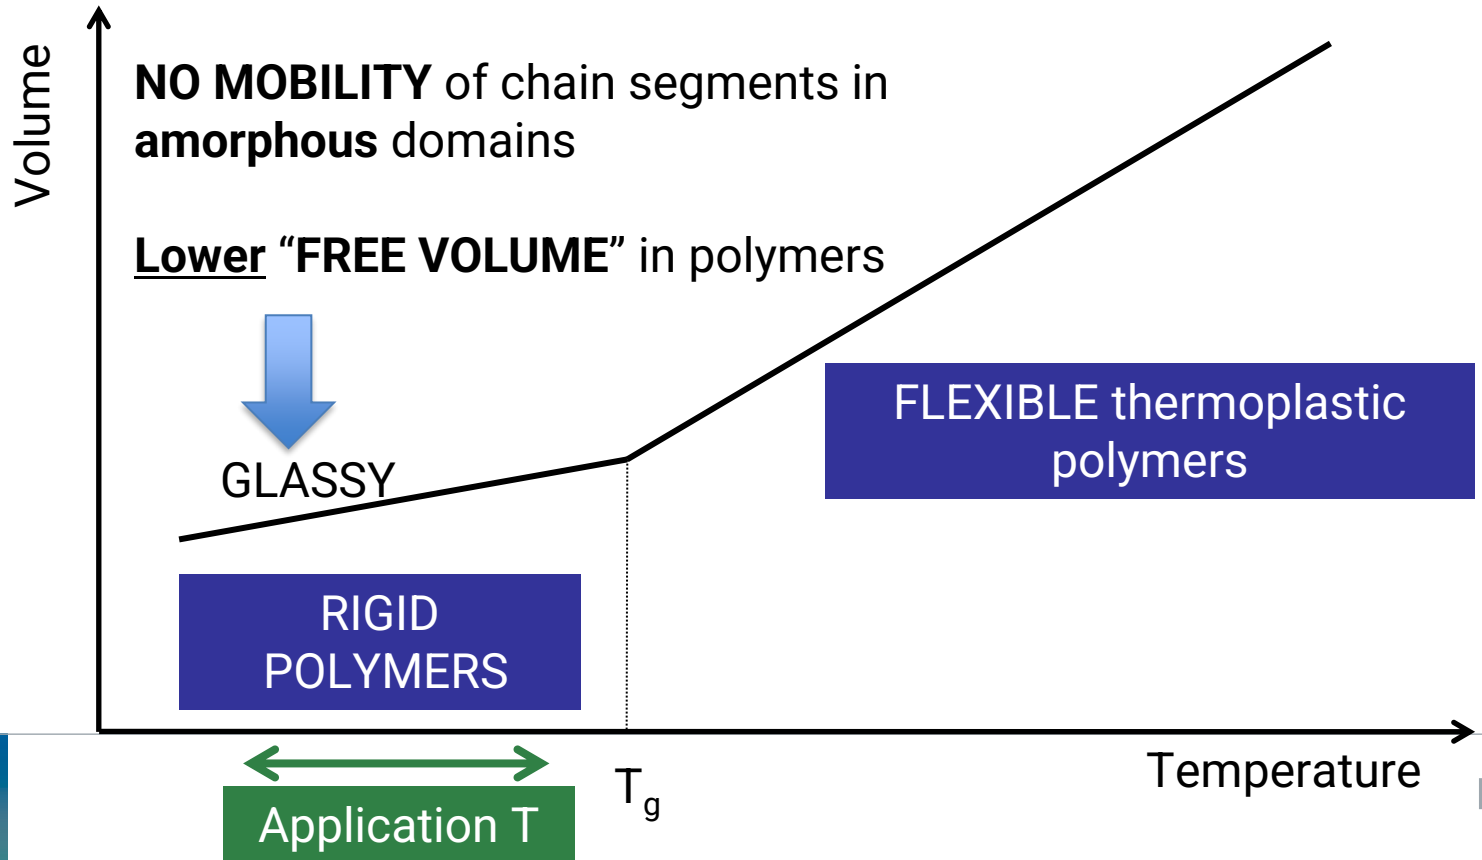 Volume
NO MOBILITY of chain segments in
amorphous domains
Lower “FREE VOLUME” in polymers
GLASSY
FLEXIBLE thermoplastic
polymers
RIGID
POLYMERS
Temperature
Tg
Application T